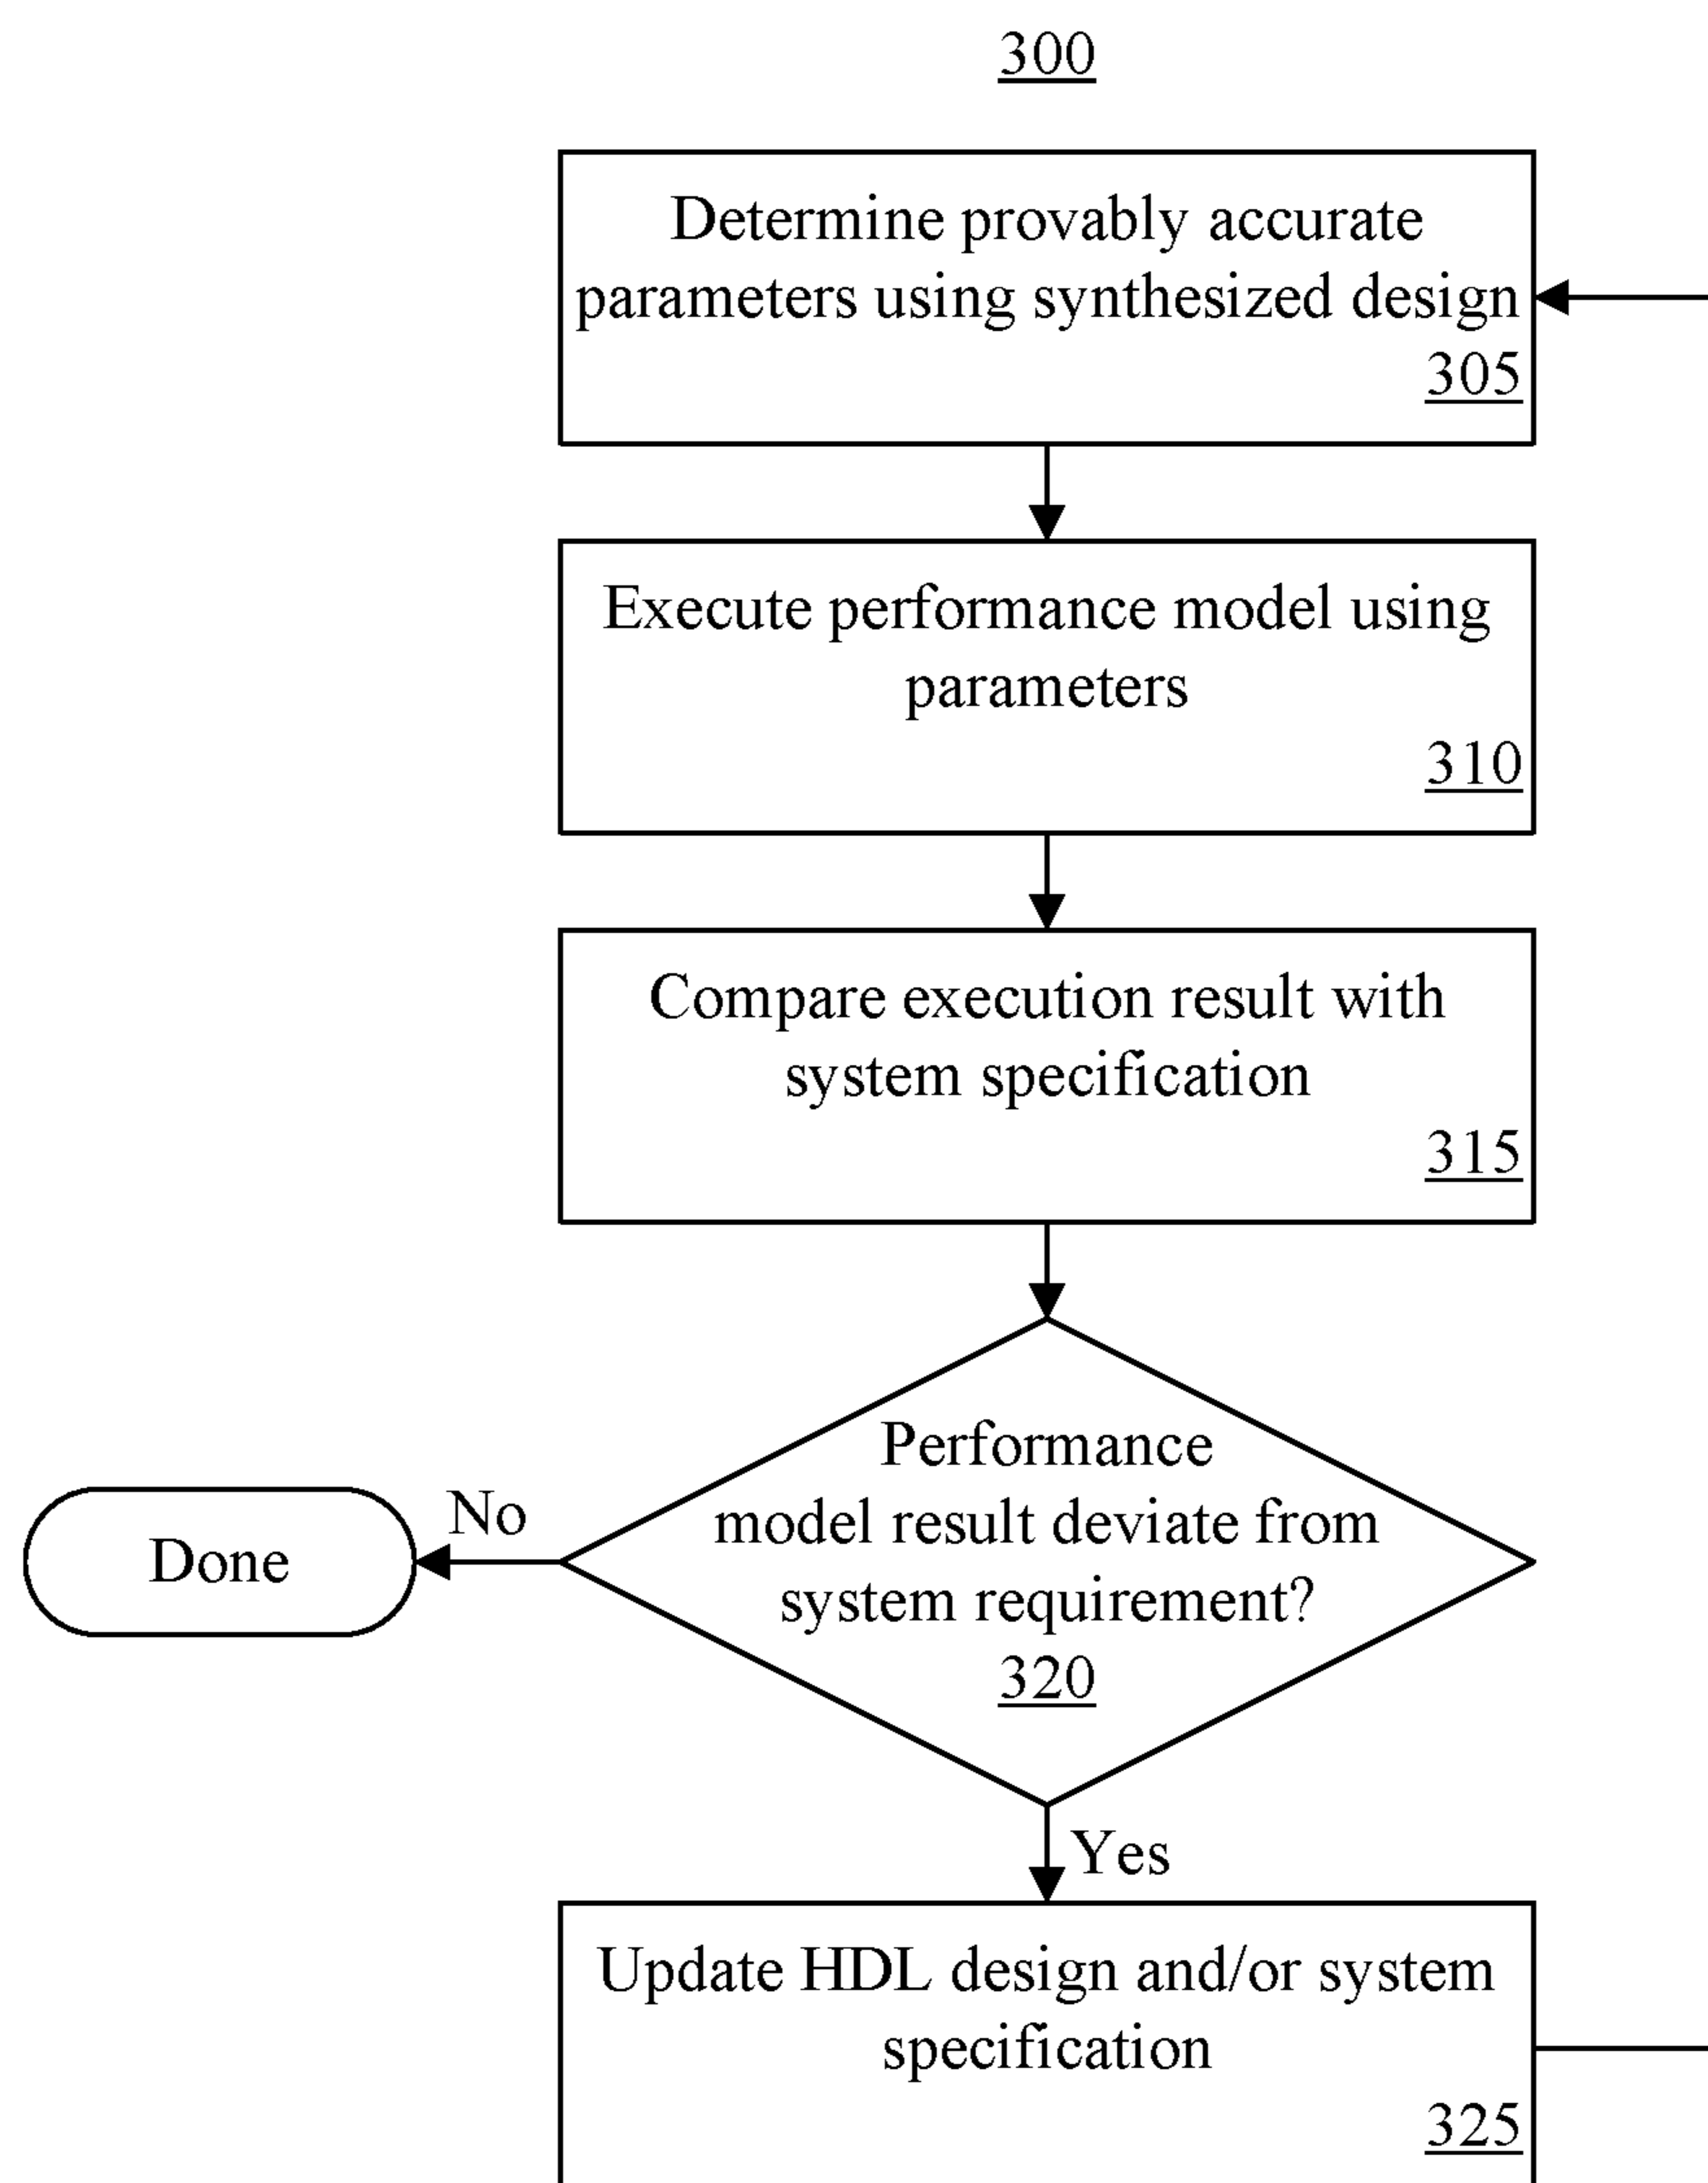 300
Determine provably accurate
parameters using synthesized design
305
Execute performance model using
parameters
310
Compare execution result with
system specification
315
Performance
model result deviate from
system requirement?
320
No
Done
Yes
Update HDL design and/or system
specification
325